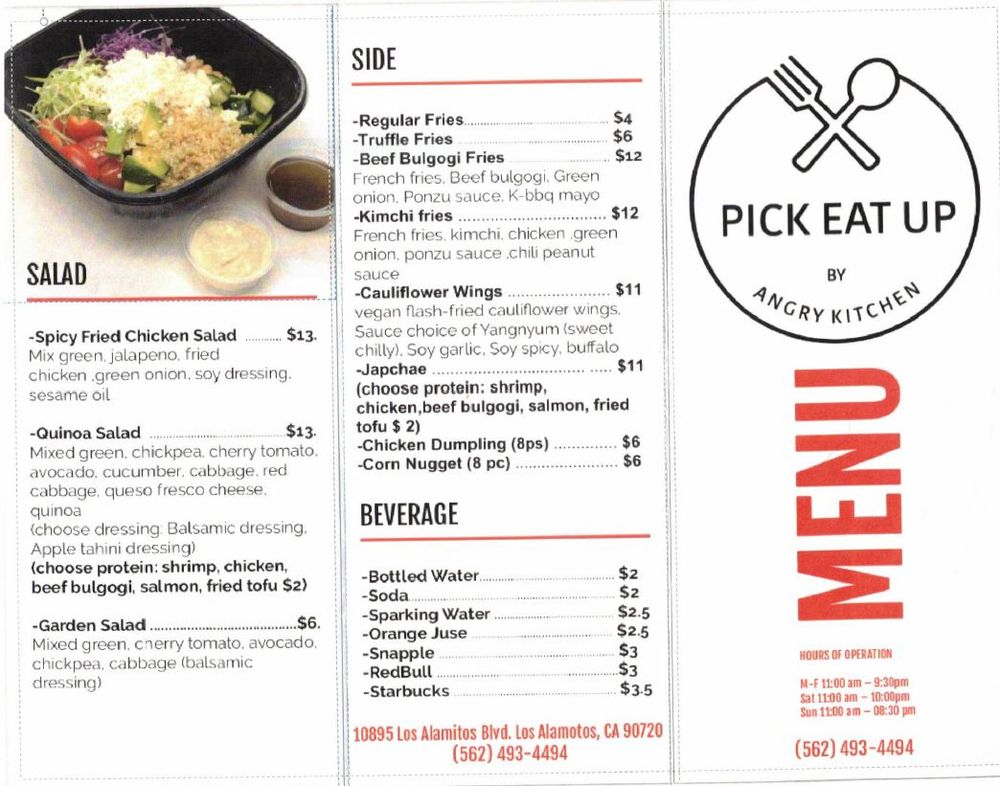 SALAD
-Spicy Fried Chicken Salad .......... $13.
Mix green, jalapeno, fried
chicken ,green onion, soy dressing,
sesame oil
-Quinoa Salad ..........................................$13.
Mixed green, chickpea, cherry tomato,
avocado, cucumber, cabbage, red
cabbage, queso fresco cheese,
quinoa
(choose dressing: Balsamic dressing,
Apple tahini dressing)
(choose protein: shrimp, chicken,
beef bulgogi, salmon, fried tofu $2)
-Garden Salad ..........................................$6.
Mixed green, cherry tomato, avocado,
chickpea, cabbage (balsamic
dressing)
SIDE
-Regular Fries.......................................... $4
-Truffle Fries .......................................... $6
-Beef Bulgogi Fries .............................. $12
French fries, Beef bulgogi, Green
onion, Ponzu sauce, K-bbq mayo
-Kimchi fries .......................................... $12
French fries, kimchi, chicken ,green
onion, ponzu sauce ,chili peanut
sauce
-Cauliflower Wings .............................. $11
vegan flash-fried cauliflower wings,
Sauce choice of Yangnyum (sweet
chilly), Soy garlic, Soy spicy, buffalo
-Japchae .......................................... ...... $11
(choose protein: shrimp,
chicken,beef bulgogi, salmon, fried
tofu $ 2)
-Chicken Dumpling (8ps) .................. $6
-Corn Nugget (8 pc) .............................. $6
BEVERAGE
-Bottled Water.......................................... $2
-Soda.......................................................... $2
-Sparking Water .................................... $2.5
-Orange Juse .......................................... $2.5
-Snapple .................................................. $3
-RedBull ....................................................$3
-Starbucks .............................................. $3.5
10895 Los Alamitos Blvd. Los Alamotos, CA 90720
(562) 493-4494
PICK EAT UP
BY
ANGRY KITCHEN
MENU
HOURS OF OPERATION
M-F 11:00 am – 9:30pm
Sat 11:00 am – 10:00pm
Sun 11:00 am – 08:30 pm
(562) 493-4494